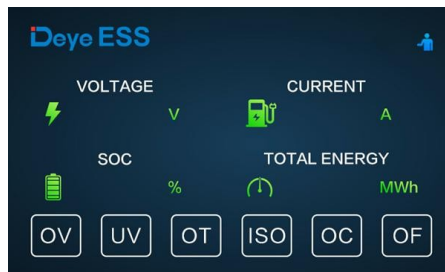 Deye ESS
VOLTAGE CURRENT
V A
SOC TOTAL ENERGY
% MWh
OV UV OT ISO OC OF